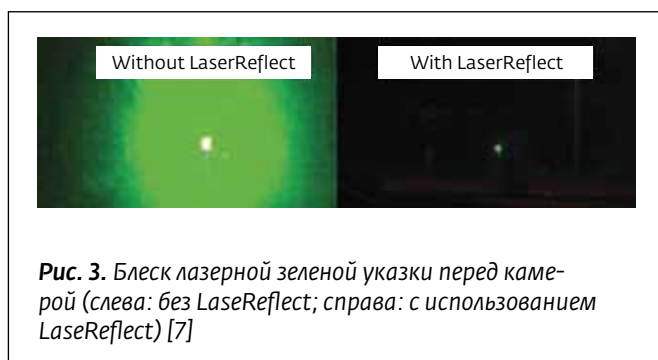 Without LaserReflect
With LaserReflect
Рис. 3. Блеск лазерной зеленой указки перед каме-
рой (слева: без LaseReflect; справа: с использованием
LaseReflect) [7]